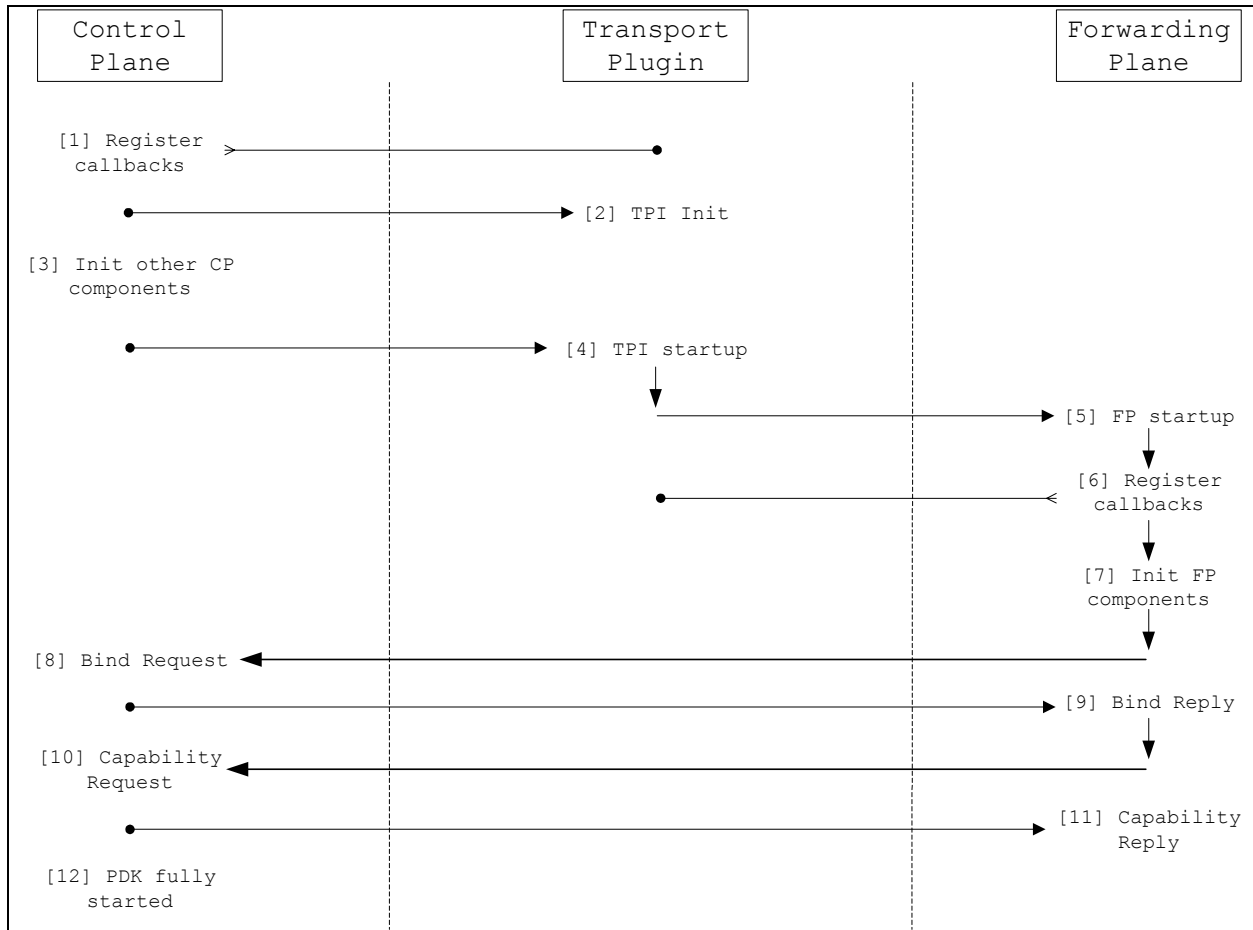 Control
Plane
Transport
Plugin
Forwarding
Plane
[1] Register
callbacks
[2] TPI Init
[3] Init other CP
components
[4] TPI startup
[5] FP startup
[6] Register
callbacks
[7] Init FP
components
[8] Bind Request
[9] Bind Reply
[10] Capability
Request
[11] Capability
Reply
[12] PDK fully
started